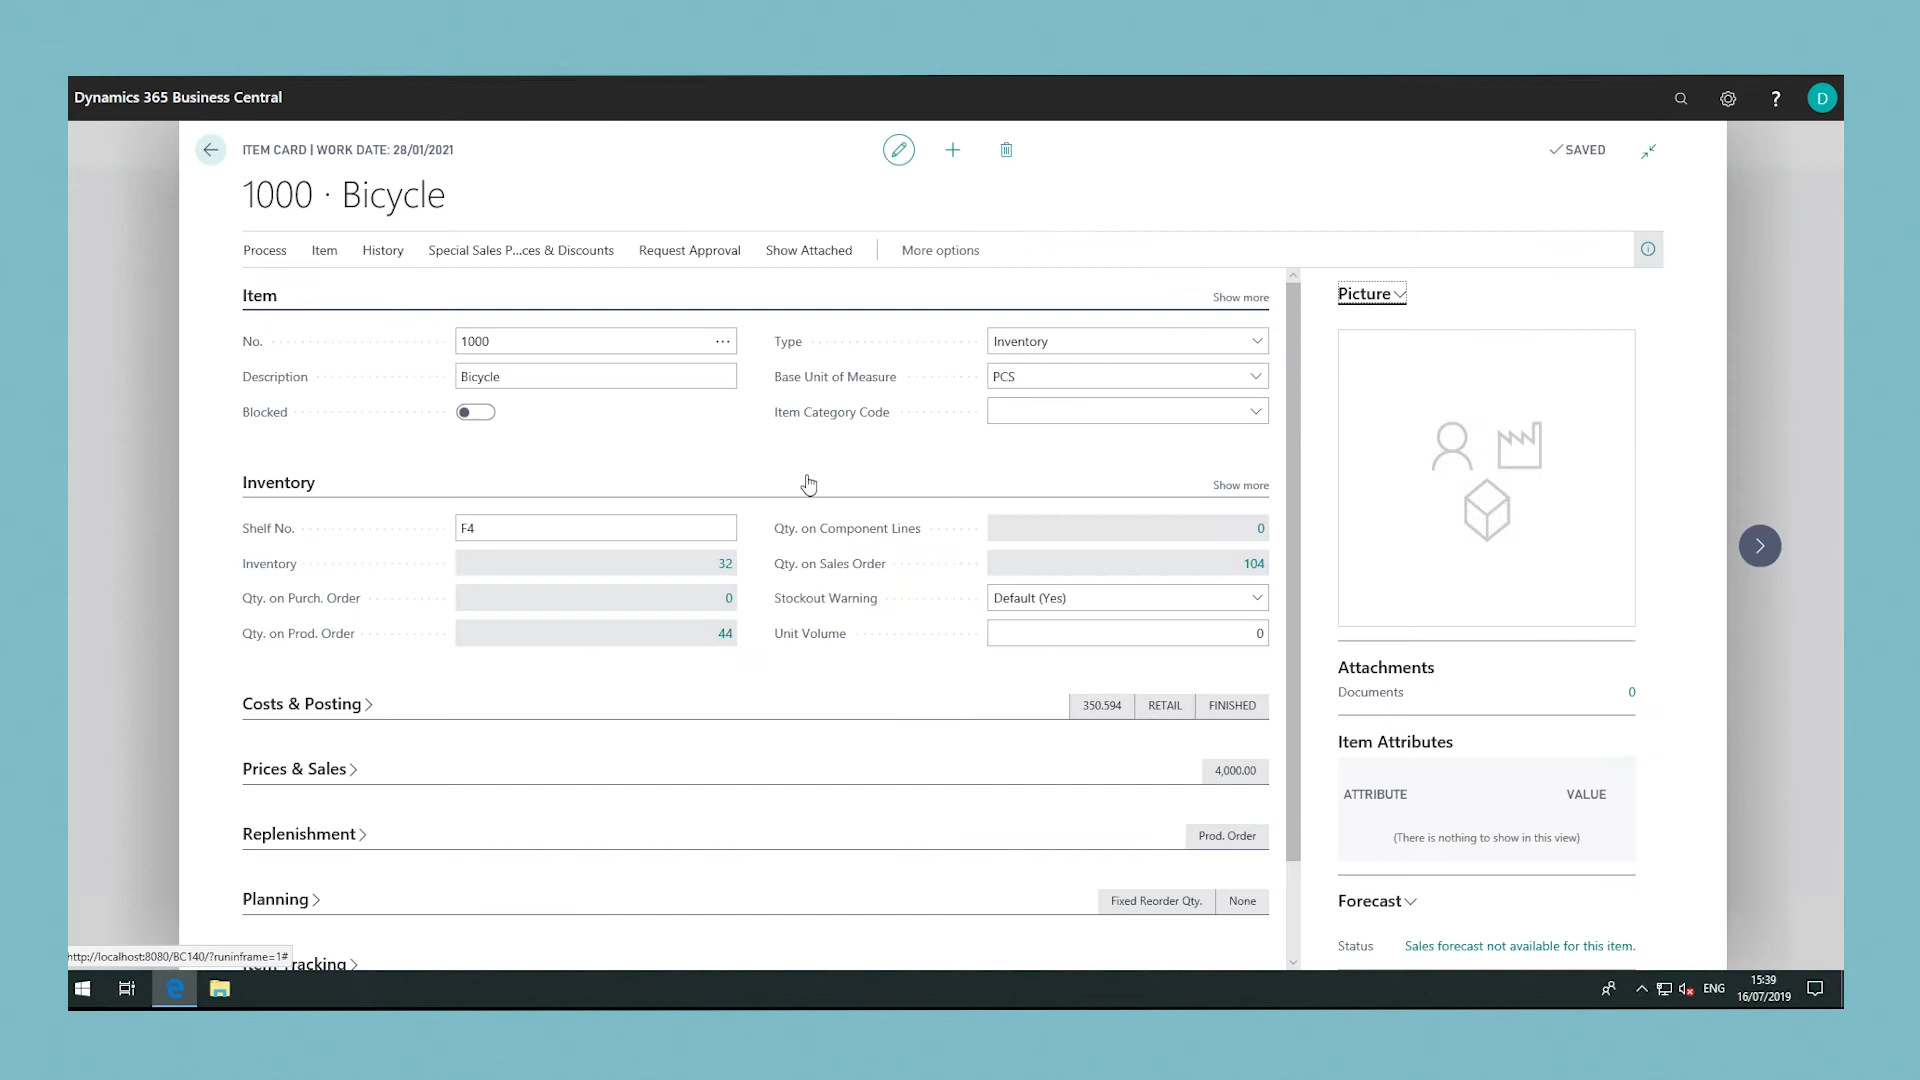 Dynamics 365 Business Central
?
D
ITEM CARD | WORK DATE: 28/01/2021
SAVED
1000 · Bicycle
Process
Item
History
Special Sales P...ces & Discounts
Request Approval
Show Attached
More options
Item
Show more
No.
1000
Type
Inventory
Description
Bicycle
Base Unit of Measure
PCS
Blocked
Item Category Code
Inventory
Show more
Shelf No.
F4
Qty. on Component Lines
0
Inventory
32
Qty. on Sales Order
104
Qty. on Purch. Order
0
Stockout Warning
Default (Yes)
Qty. on Prod. Order
44
Unit Volume
0
Costs & Posting
350.594
RETAIL
FINISHED
Prices & Sales
4,000.00
Replenishment
Prod. Order
Planning
Fixed Reorder Qty.
None
Picture
Attachments
Documents
0
Item Attributes
ATTRIBUTE
VALUE
(There is nothing to show in this view)
Forecast
Status
Sales forecast not available for this item.
http://localhost:8080/BC140/?runinframe=1#
Item Tracking
ENG
15:39
16/07/2019